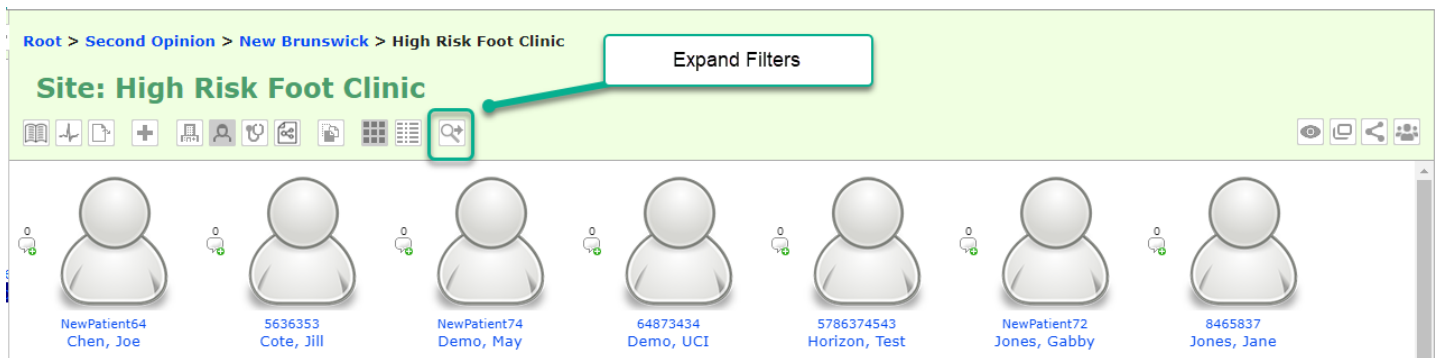 Root > Second Opinion > New Brunswick > High Risk Foot Clinic
Expand Filters
Site: High Risk Foot Clinic
0 0 0 0 0 0 0
NewPatient64 5636353 NewPatient74 64873434 5786374543 NewPatient72 8465837
Chen, Joe Cote, Jill Demo, May Demo, UCI Horizon, Test Jones, Gabby Jones, Jane